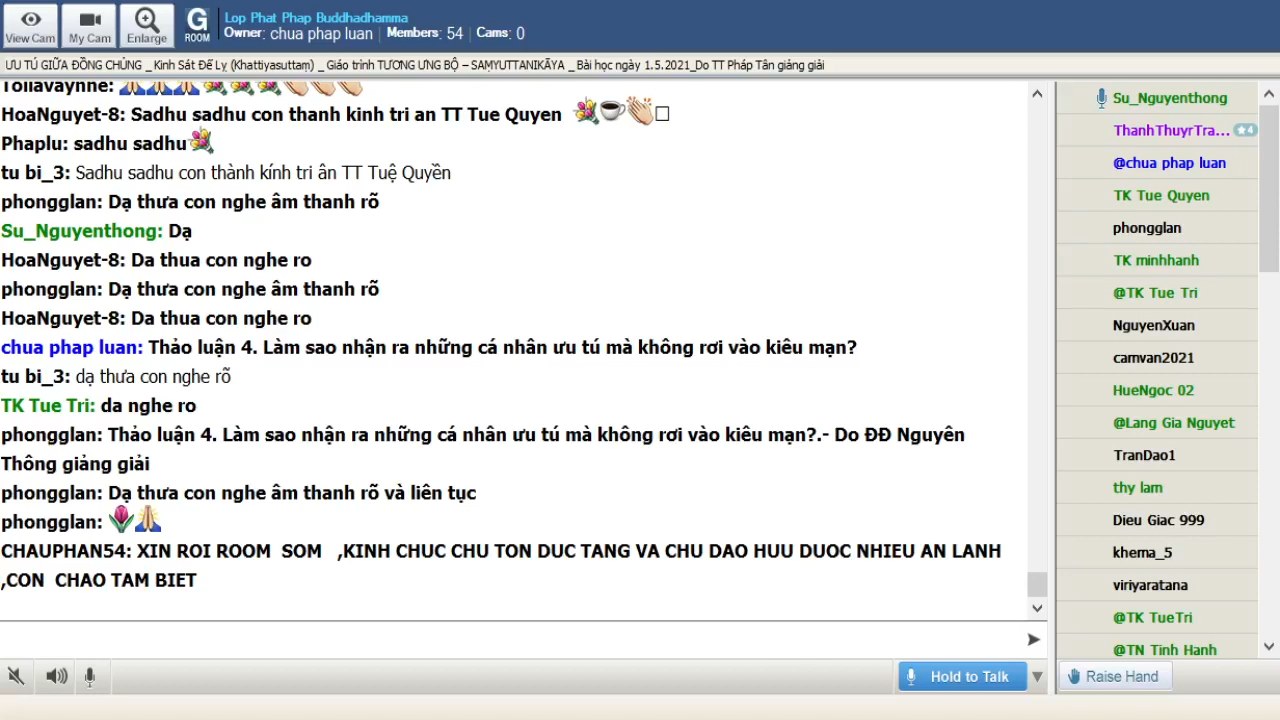 View Cam
My Cam
Enlarge
G
ROOM
Lop Phat Phap Buddhadhamma
Owner: chua phap luan | Members: 54 | Cams: 0
ƯU TÚ GIỮA ĐỒNG CHỦNG _Kinh Sát Đế Lỵ (Khattiyasuttaṃ) _ Giáo trình TƯƠNG ƯNG BỘ – SAṂYUTTANIKĀYA _Bài học ngày 1.5.2021_Do TT Pháp Tân giảng giải
Tollavaynhe:
HoaNguyet-8: Sadhu sadhu con thanh kinh tri an TT Tue Quyen
Phaplu: sadhu sadhu
tu bi_3: Sadhu sadhu con thành kính tri ân TT Tuệ Quyền
phongglan: Dạ thưa con nghe âm thanh rõ
Su_Nguyenthong: Dạ
HoaNguyet-8: Da thua con nghe ro
phongglan: Dạ thưa con nghe âm thanh rõ
HoaNguyet-8: Da thua con nghe ro
chua phap luan: Thảo luận 4. Làm sao nhận ra những cá nhân ưu tú mà không rơi vào kiêu mạn?
tu bi_3: dạ thưa con nghe rõ
TK Tue Tri: da nghe ro
phongglan: Thảo luận 4. Làm sao nhận ra những cá nhân ưu tú mà không rơi vào kiêu mạn?.- Do ĐĐ Nguyên
Thông giảng giải
phongglan: Dạ thưa con nghe âm thanh rõ và liên tục
phongglan:
CHAUPHAN54: XIN ROI ROOM SOM ,KINH CHUC CHU TON DUC TANG VA CHU DAO HUU DUOC NHIEU AN LANH
,CON CHAO TAM BIET
Hold to Talk
Su_Nguyenthong
ThanhThuyrTra... 4
@chua phap luan
TK Tue Quyen
phongglan
TK minhhanh
@TK Tue Tri
NguyenXuan
camvan2021
HueNgoc 02
@Lang Gia Nguyet
TranDao1
thy lam
Dieu Giac 999
khema_5
viriyaratana
@TK TueTri
@TN Tinh Hanh
Raise Hand